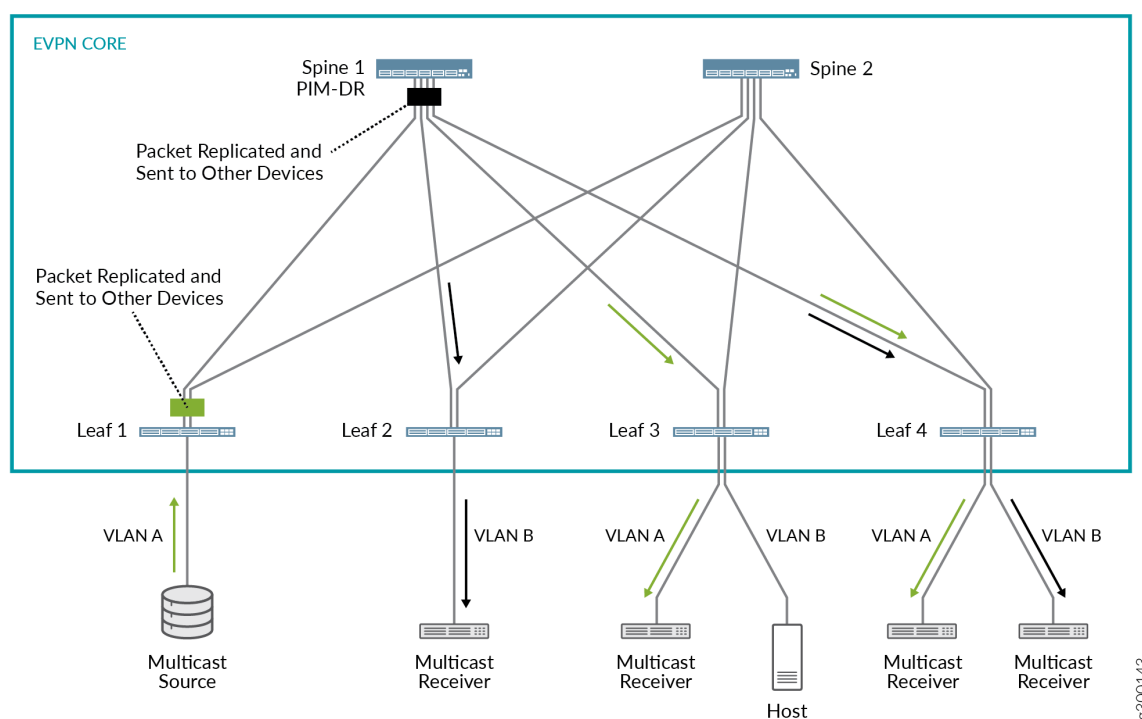 EVPN CORE
Spine 1
PIM-DR
Spine 2
Packet Replicated and
Sent to Other Devices
Packet Replicated and
Sent to Other Devices
Leaf 1
Leaf 2
Leaf 3
Leaf 4
VLAN A
VLAN B
VLAN A
VLAN B
VLAN A
VLAN B
Multicast
Source
Multicast
Receiver
Multicast
Receiver
Host
Multicast
Receiver
Multicast
Receiver